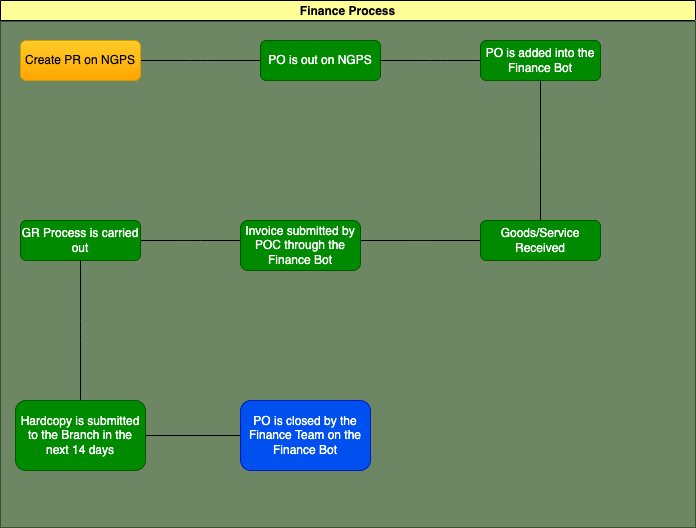 Finance Process
Create PR on NGPS
PO is out on NGPS
PO is added into the
Finance Bot
GR Process is carried
out
Invoice submitted by
POC through the
Finance Bot
Goods/Service
Received
Hardcopy is submitted
to the Branch in the
next 14 days
PO is closed by the
Finance Team on the
Finance Bot